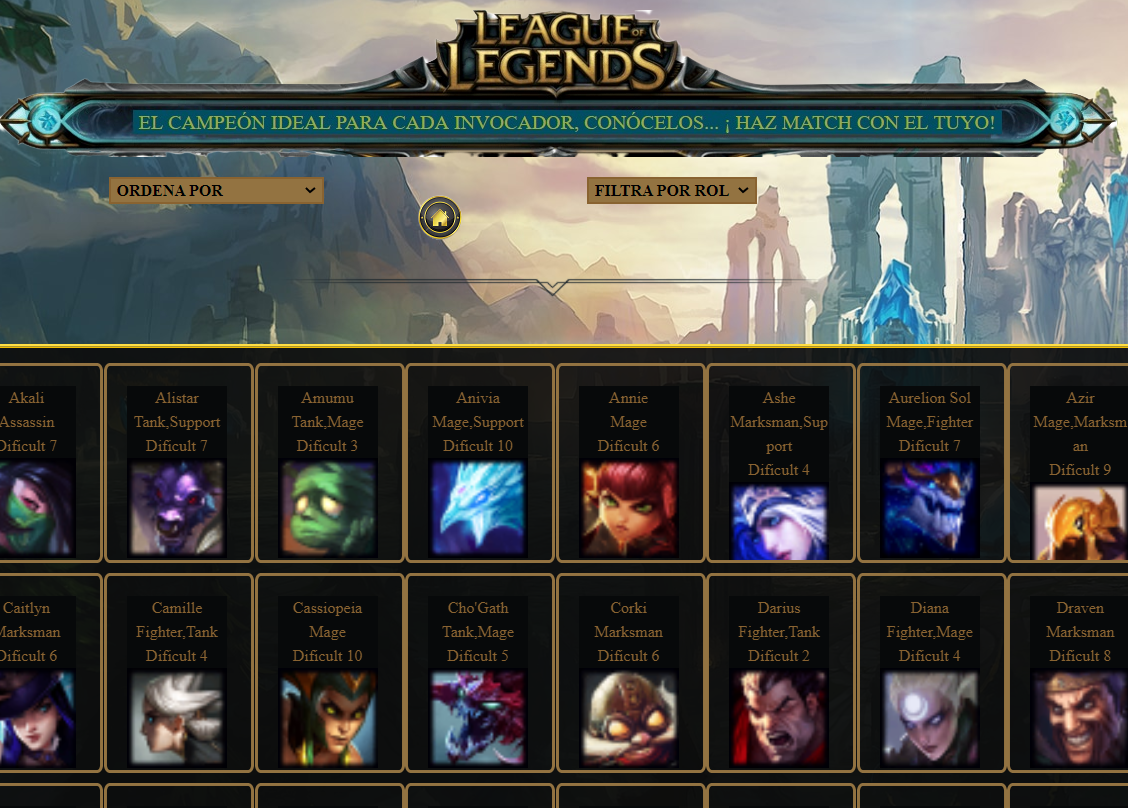 LEAGUE OF
LEGENDS
EL CAMPEÓN IDEAL PARA CADA INVOCADOR, CONÓCELOS... ¡ HAZ MATCH CON EL TUYO!
ORDENA POR
FILTRA POR ROL
Akali
Assassin
Dificult 7
Alistar
Tank,Support
Dificult 7
Amumu
Tank,Mage
Dificult 3
Anivia
Mage,Support
Dificult 10
Annie
Mage
Dificult 6
Ashe
Marksman,Sup
port
Dificult 4
Aurelion Sol
Mage,Fighter
Dificult 7
Azir
Mage,Marksm
an
Dificult 9
Caitlyn
Marksman
Dificult 6
Camille
Fighter,Tank
Dificult 4
Cassiopeia
Mage
Dificult 10
Cho'Gath
Tank,Mage
Dificult 5
Corki
Marksman
Dificult 6
Darius
Fighter,Tank
Dificult 2
Diana
Fighter,Mage
Dificult 4
Draven
Marksman
Dificult 8